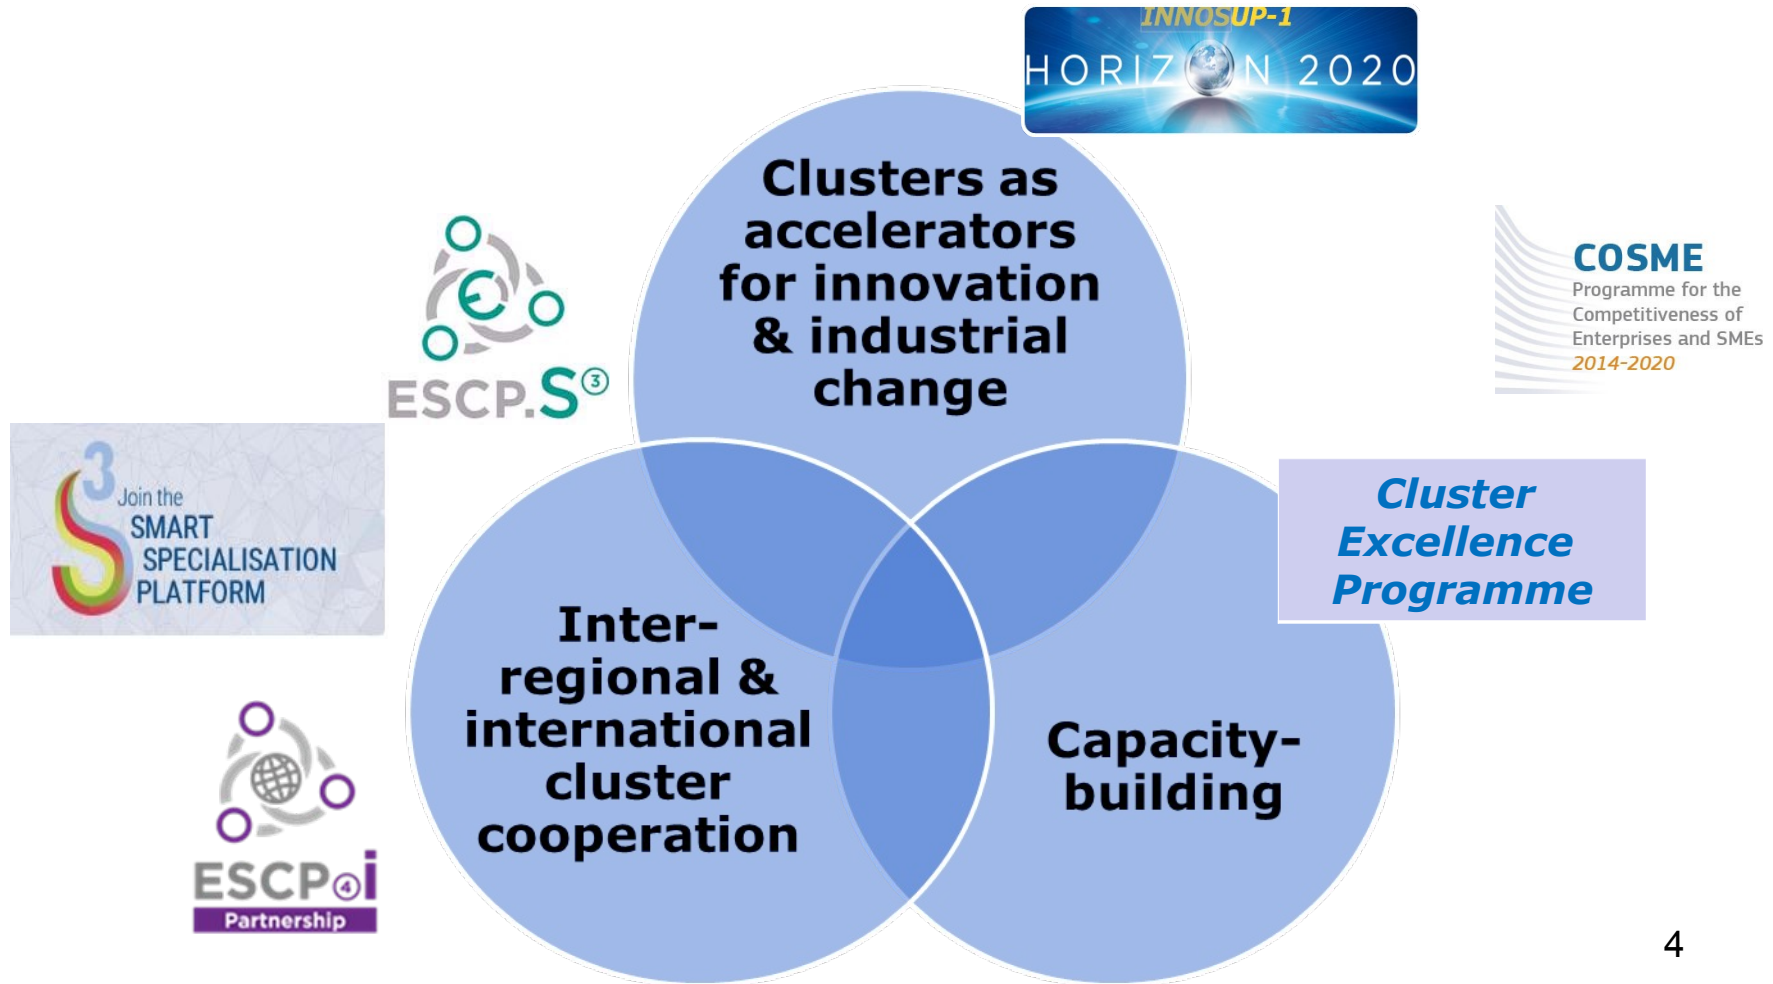 INNOSUP-1
HORIZON 2020
Clusters as
accelerators
for innovation
& industrial
change
ESCP.S3
COSME
Programme for the
Competitiveness of
Enterprises and SMEs
2014-2020
3
Join the
SMART
SPECIALISATION
PLATFORM
Cluster
Excellence
Programme
Inter-
regional &
international
cluster
cooperation
Capacity-
building
ESCP4i
Partnership
4